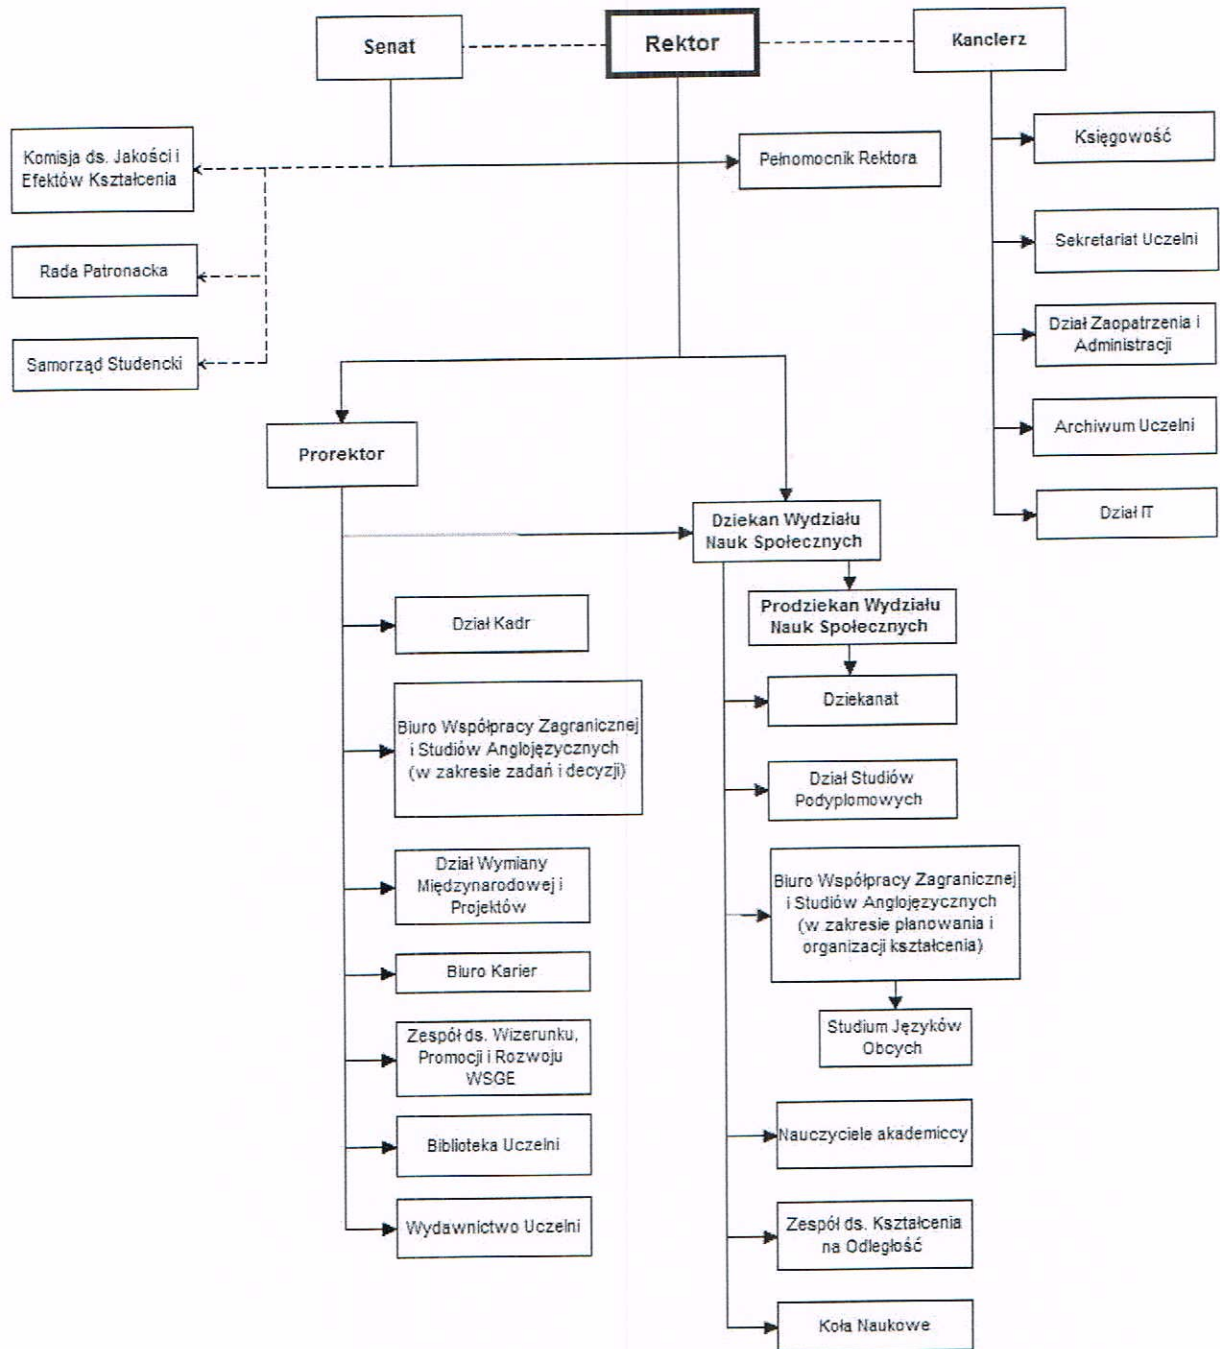 Senat
Rektor
Kanclerz
Komisja ds. Jakości i
Efektów Kształcenia
Pełnomocnik Rektora
Księgowość
Rada Patronacka
Sekretariat Uczelni
Samorząd Studencki
Dział Zaopatrzenia i
Administracji
Archiwum Uczelni
Dział IT
Prorektor
Dziekan Wydziału
Nauk Społecznych
Dział Kadr
Prodziekan Wydziału
Nauk Społecznych
Biuro Współpracy Zagranicznej
i Studiów Anglojęzycznych
(w zakresie zadań i decyzji)
Dziekanat
Dział Studiów
Podyplomowych
Dział Wymiany
Międzynarodowej i
Projektów
Biuro Współpracy Zagranicznej
i Studiów Anglojęzycznych
(w zakresie planowania i
organizacji kształcenia)
Biuro Karier
Studium Języków
Obcych
Zespół ds. Wizerunku,
Promocji i Rozwoju
WSGE
Biblioteka Uczelni
Nauczyciele akademiccy
Wydawnictwo Uczelni
Zespół ds. Kształcenia
na Odległość
Koła Naukowe